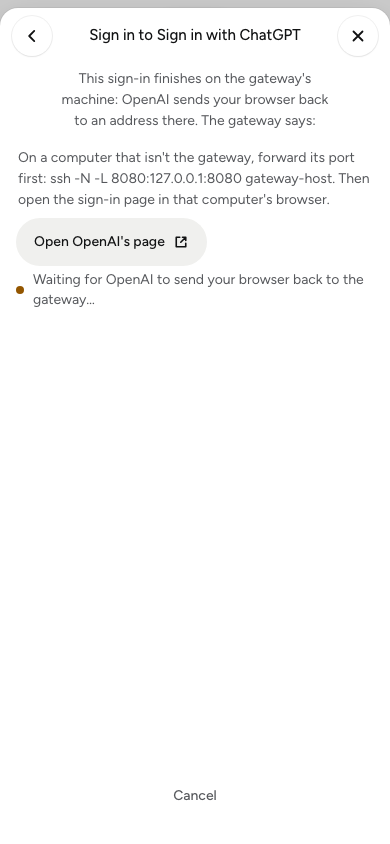 Sign in to Sign in with ChatGPT
This sign-in finishes on the gateway's
machine: OpenAI sends your browser back
to an address there. The gateway says:
On a computer that isn't the gateway, forward its port
first: ssh -N -L 8080:127.0.0.1:8080 gateway-host. Then
open the sign-in page in that computer's browser.
Open OpenAI's page
Waiting for OpenAI to send your browser back to the
gateway...
Cancel